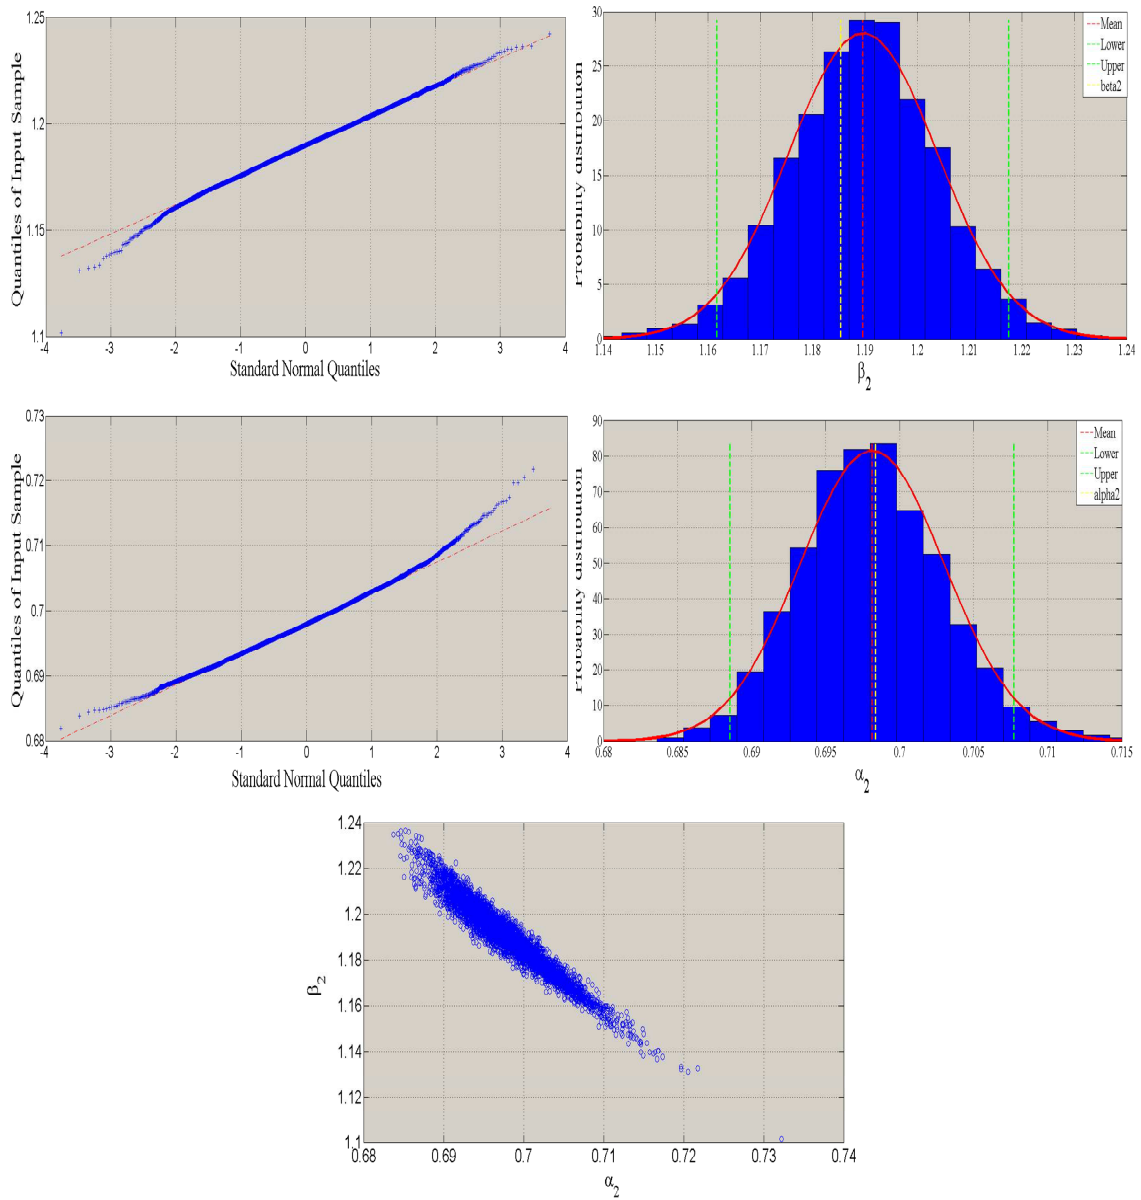 1.25
1.2
1.15
1.1
-4 -3 -2 -1 0 1 2 3 4
Quantiles of Input Sample
Standard Normal Quantiles
30
25
20
15
10
5
0
1.14 1.15 1.16 1.17 1.18 1.19 1.2 1.21 1.22 1.23 1.24
Probability distribution
β2
Mean
Lower
Upper
beta2
0.73
0.72
0.71
0.7
0.69
0.68
-4 -3 -2 -1 0 1 2 3 4
Quantiles of Input Sample
Standard Normal Quantiles
90
80
70
60
50
40
30
20
10
0
0.68 0.685 0.69 0.695 0.7 0.705 0.71 0.715
Probability distribution
α2
Mean
Lower
Upper
alpha2
1.24
1.22
1.2
1.18
1.16
1.14
1.12
1.1
0.68 0.69 0.7 0.71 0.72 0.73 0.74
β2
α2